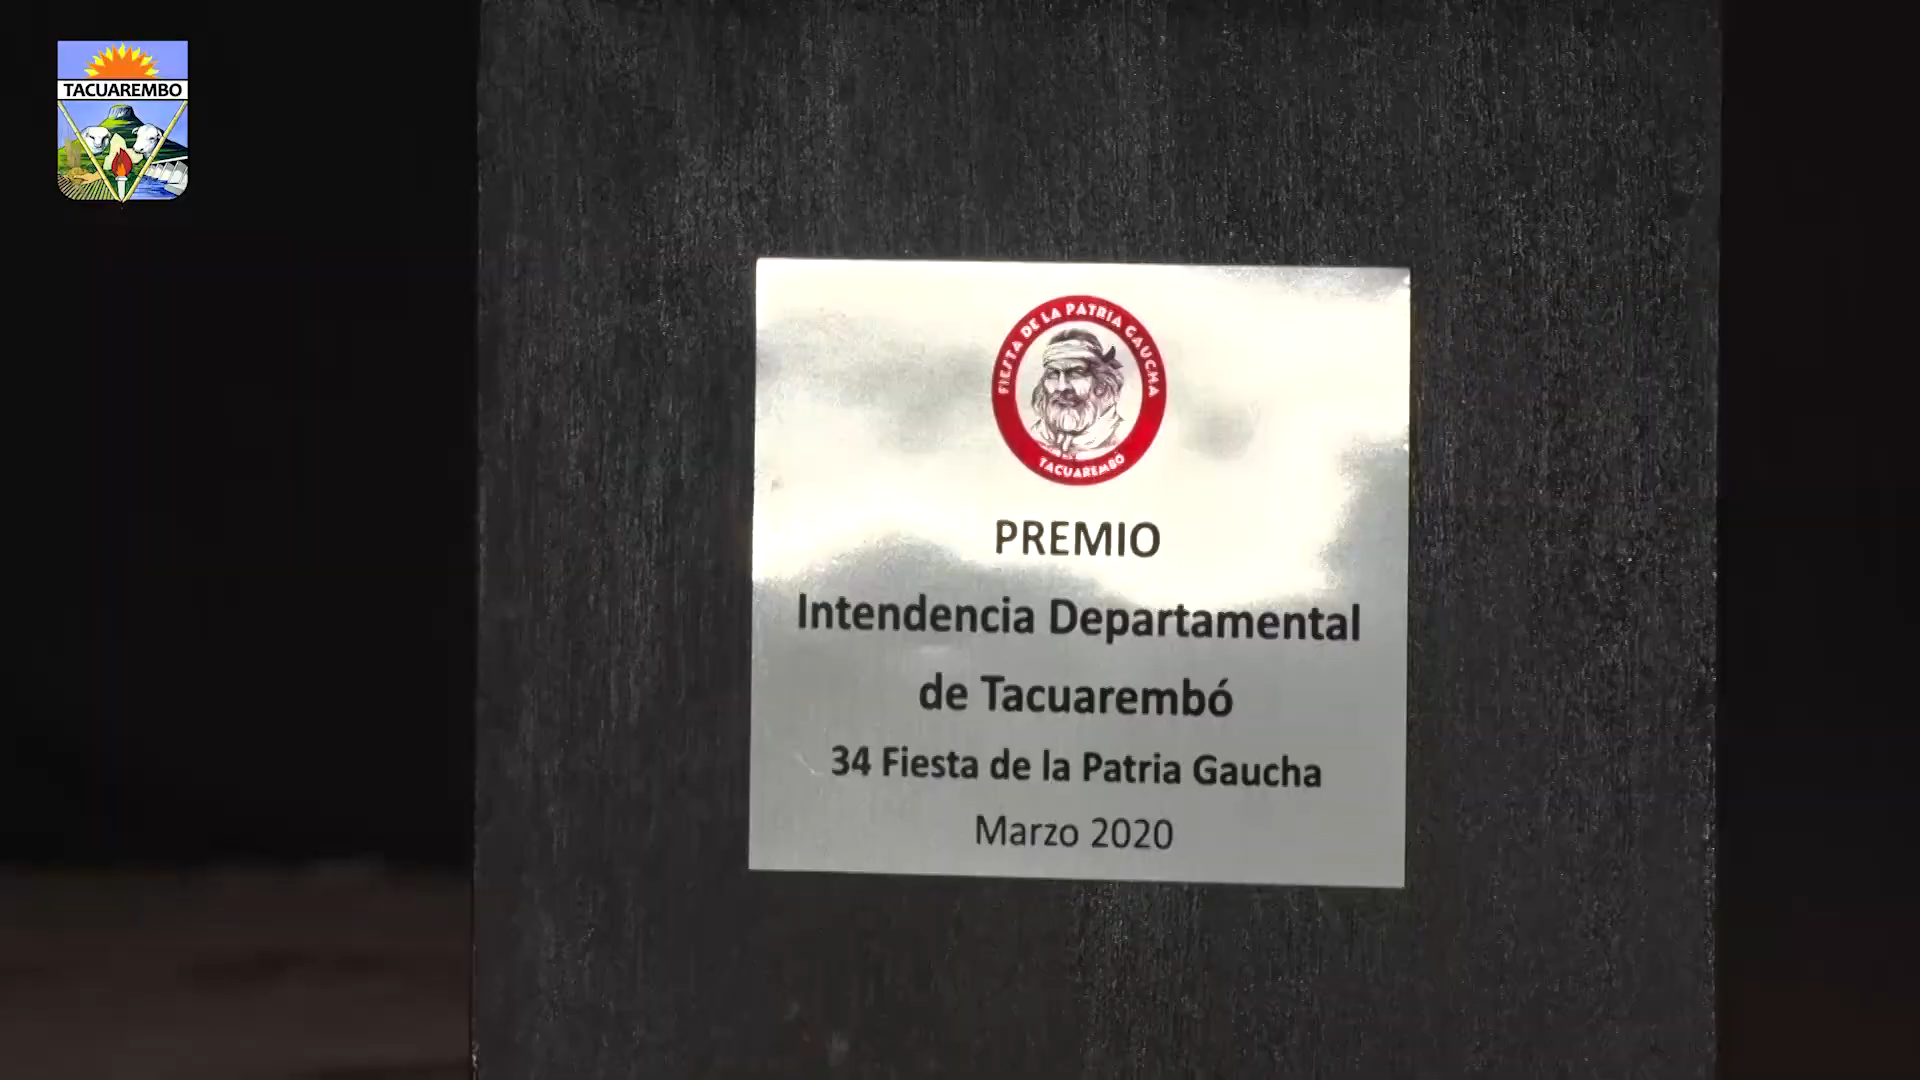 TACUAREMBO
FIESTA DE LA PATRIA GAUCHA
TACUAREMBÓ
PREMIO
Intendencia Departamental
de Tacuarembó
34 Fiesta de la Patria Gaucha
Marzo 2020